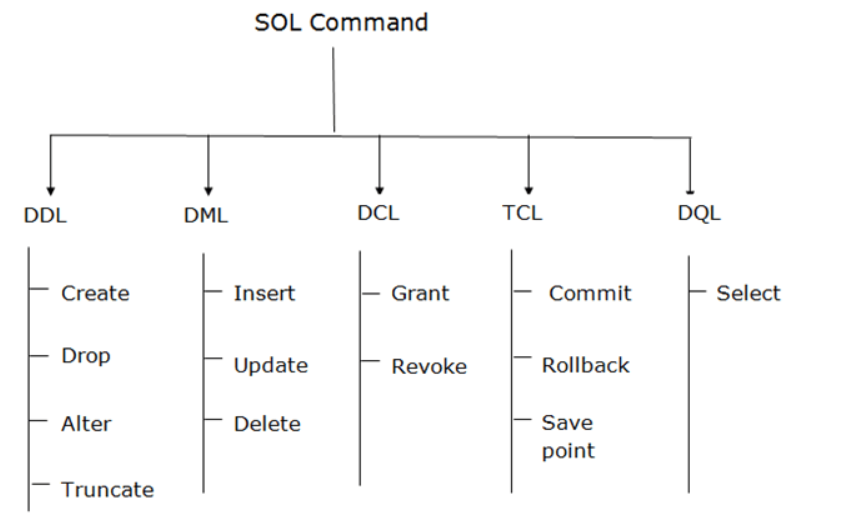 SOL Command
DDL
DML
DCL
TCL
DQL
Create
Insert
Grant
Commit
Select
Drop
Update
Revoke
Rollback
Alter
Delete
Save
point
Truncate